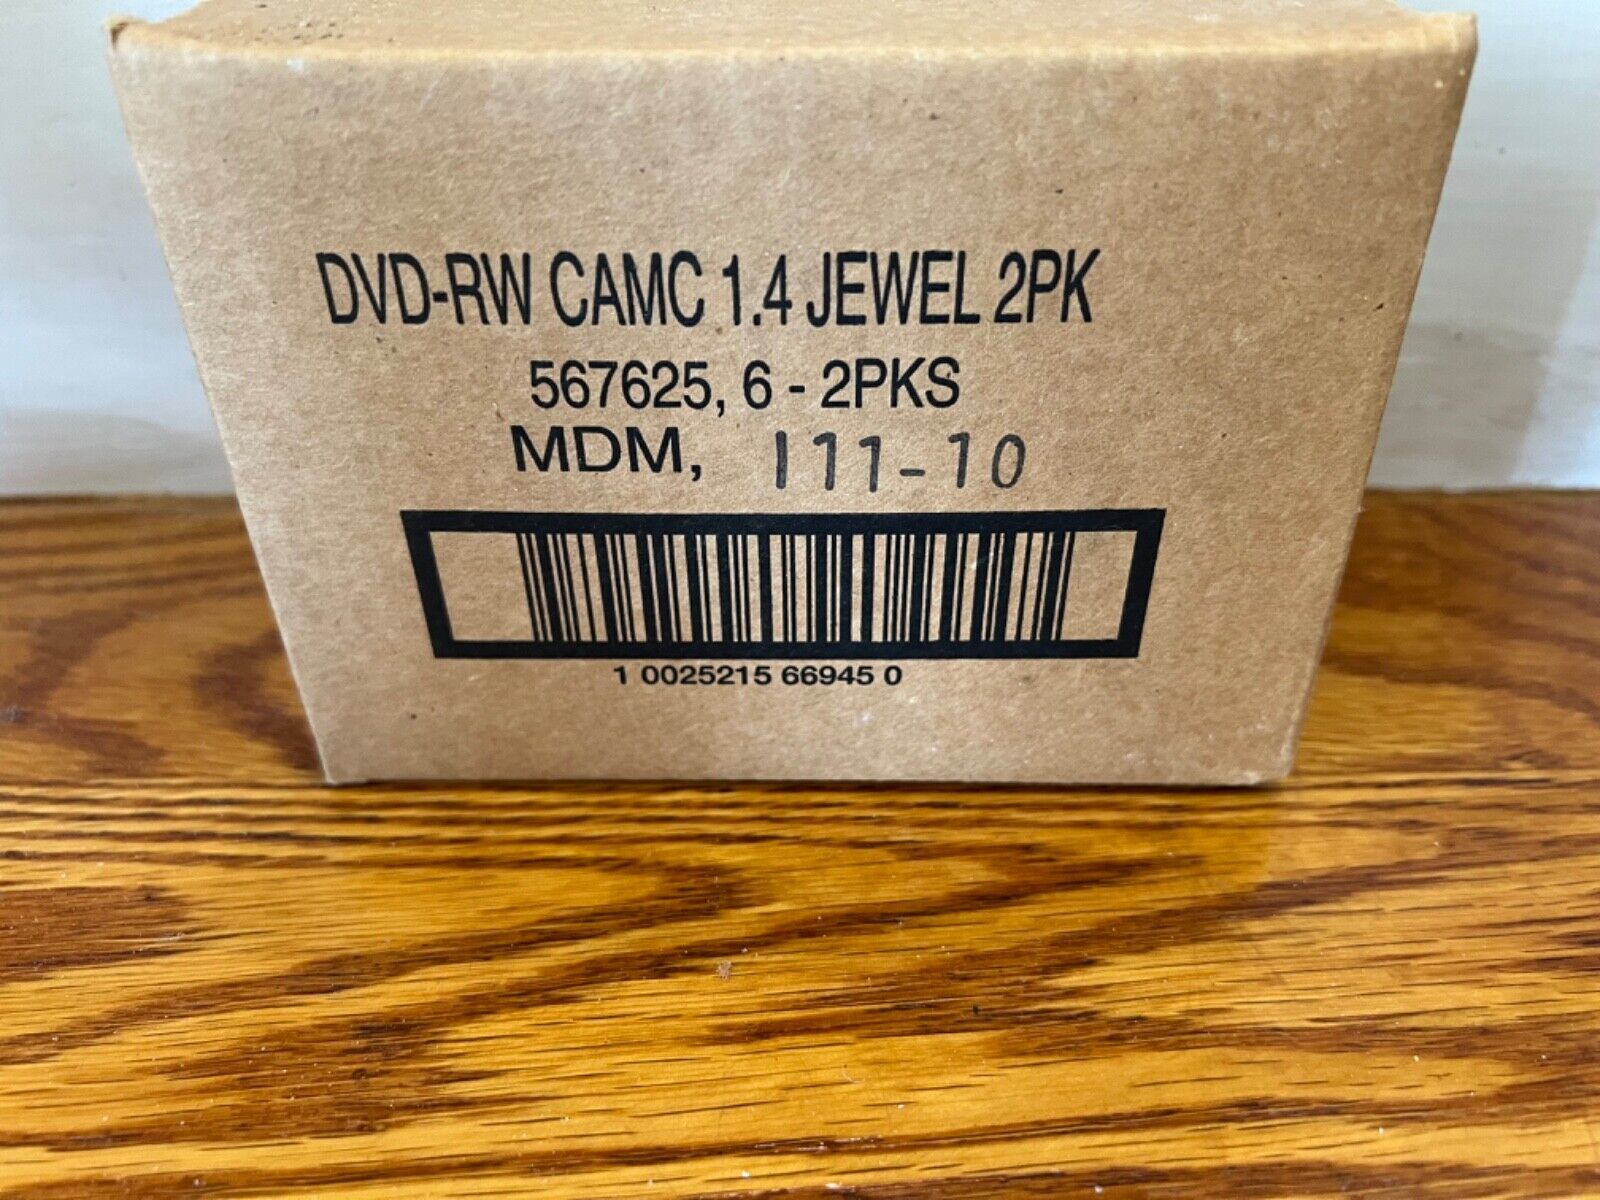 DVD-RW CAMC 1.4 JEWEL 2PK
567625, 6 - 2PKS
MDM, 111-10
1 0025215 66945 0